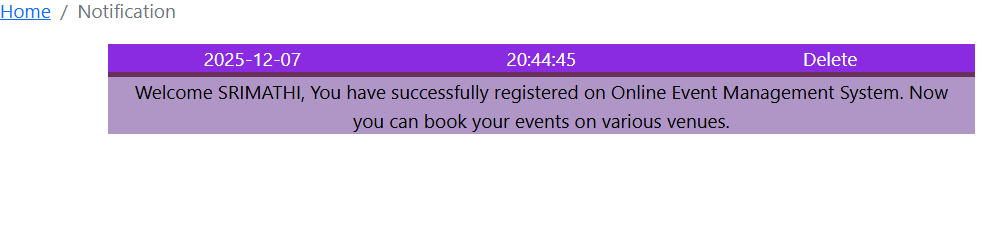 Home / Notification
2025-12-07 20:44:45 Delete
Welcome SRIMATHI, You have successfully registered on Online Event Management System. Now
you can book your events on various venues.